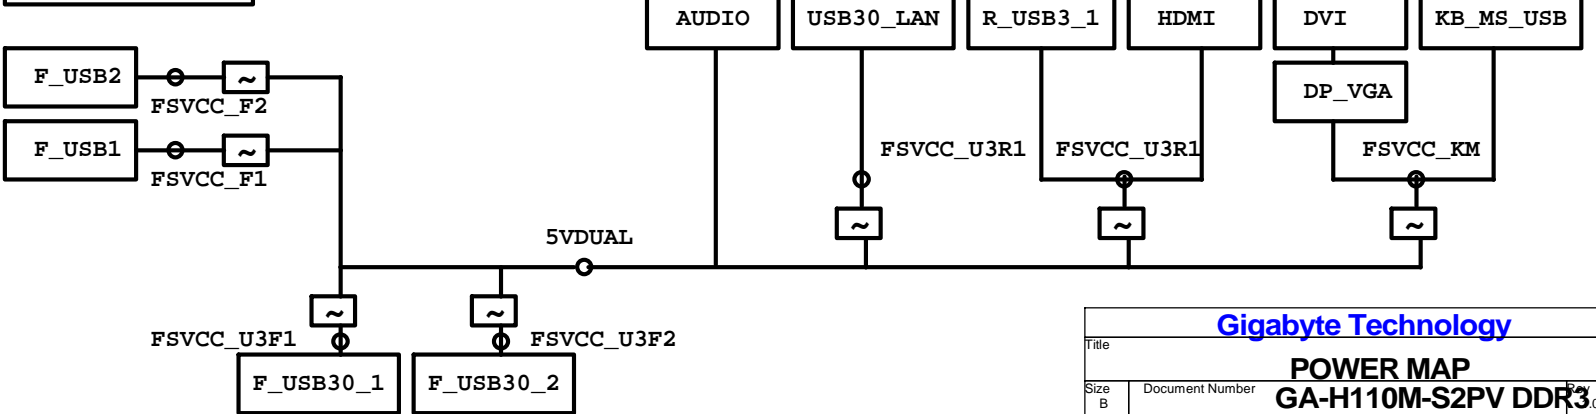 AUDIO
USB30_LAN
R_USB3_1
HDMI
DVI
KB_MS_USB
F_USB2
~
FSVCC_F2
DP_VGA
F_USB1
~
FSVCC_F1
FSVCC_U3R1
FSVCC_U3R1
FSVCC_KM
~
~
~
5VDUAL
~
~
FSVCC_U3F1
FSVCC_U3F2
F_USB30_1
F_USB30_2
Gigabyte Technology
Title
POWER MAP
Size
B
Document Number
GA-H110M-S2PV DDR3